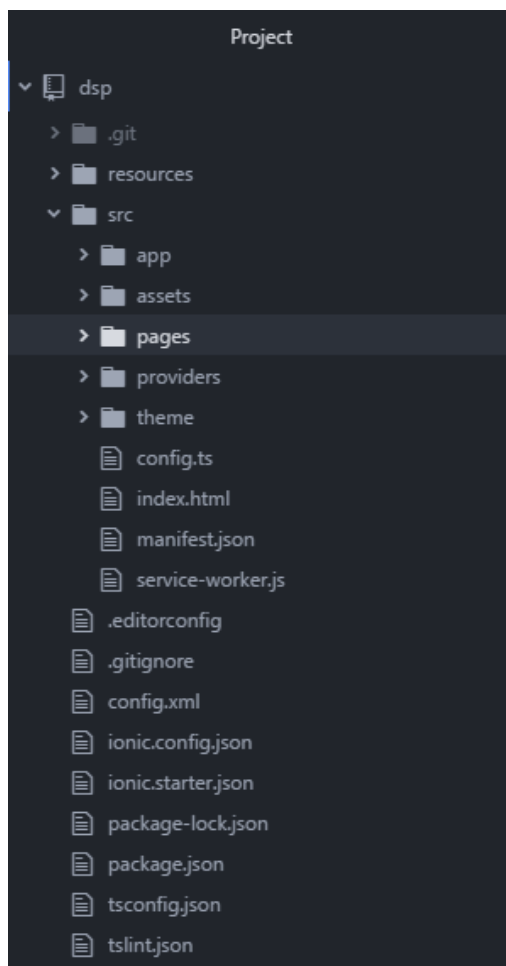 Project
dsp
.git
resources
src
app
assets
pages
providers
theme
config.ts
index.html
manifest.json
service-worker.js
.editorconfig
.gitignore
config.xml
ionic.config.json
ionic.starter.json
package-lock.json
package.json
tsconfig.json
tslint.json